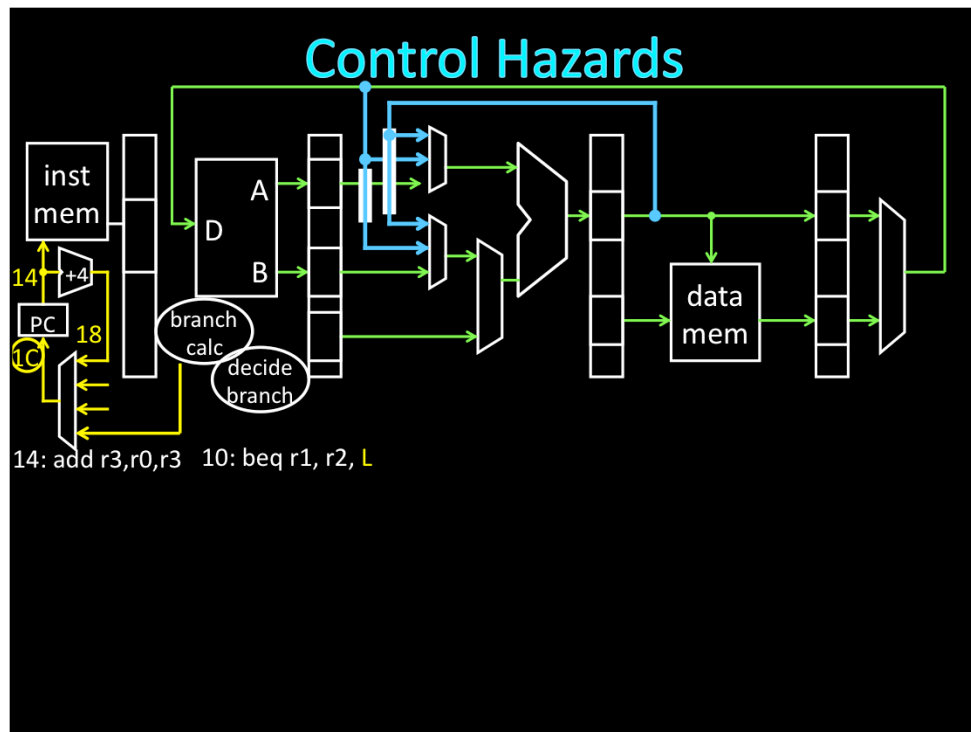 Control Hazards
inst
mem
A
D
B
14
+4
PC
18
1C
branch
calc
decide
branch
data
mem
14: add r3,r0,r3
10: beq r1, r2, L